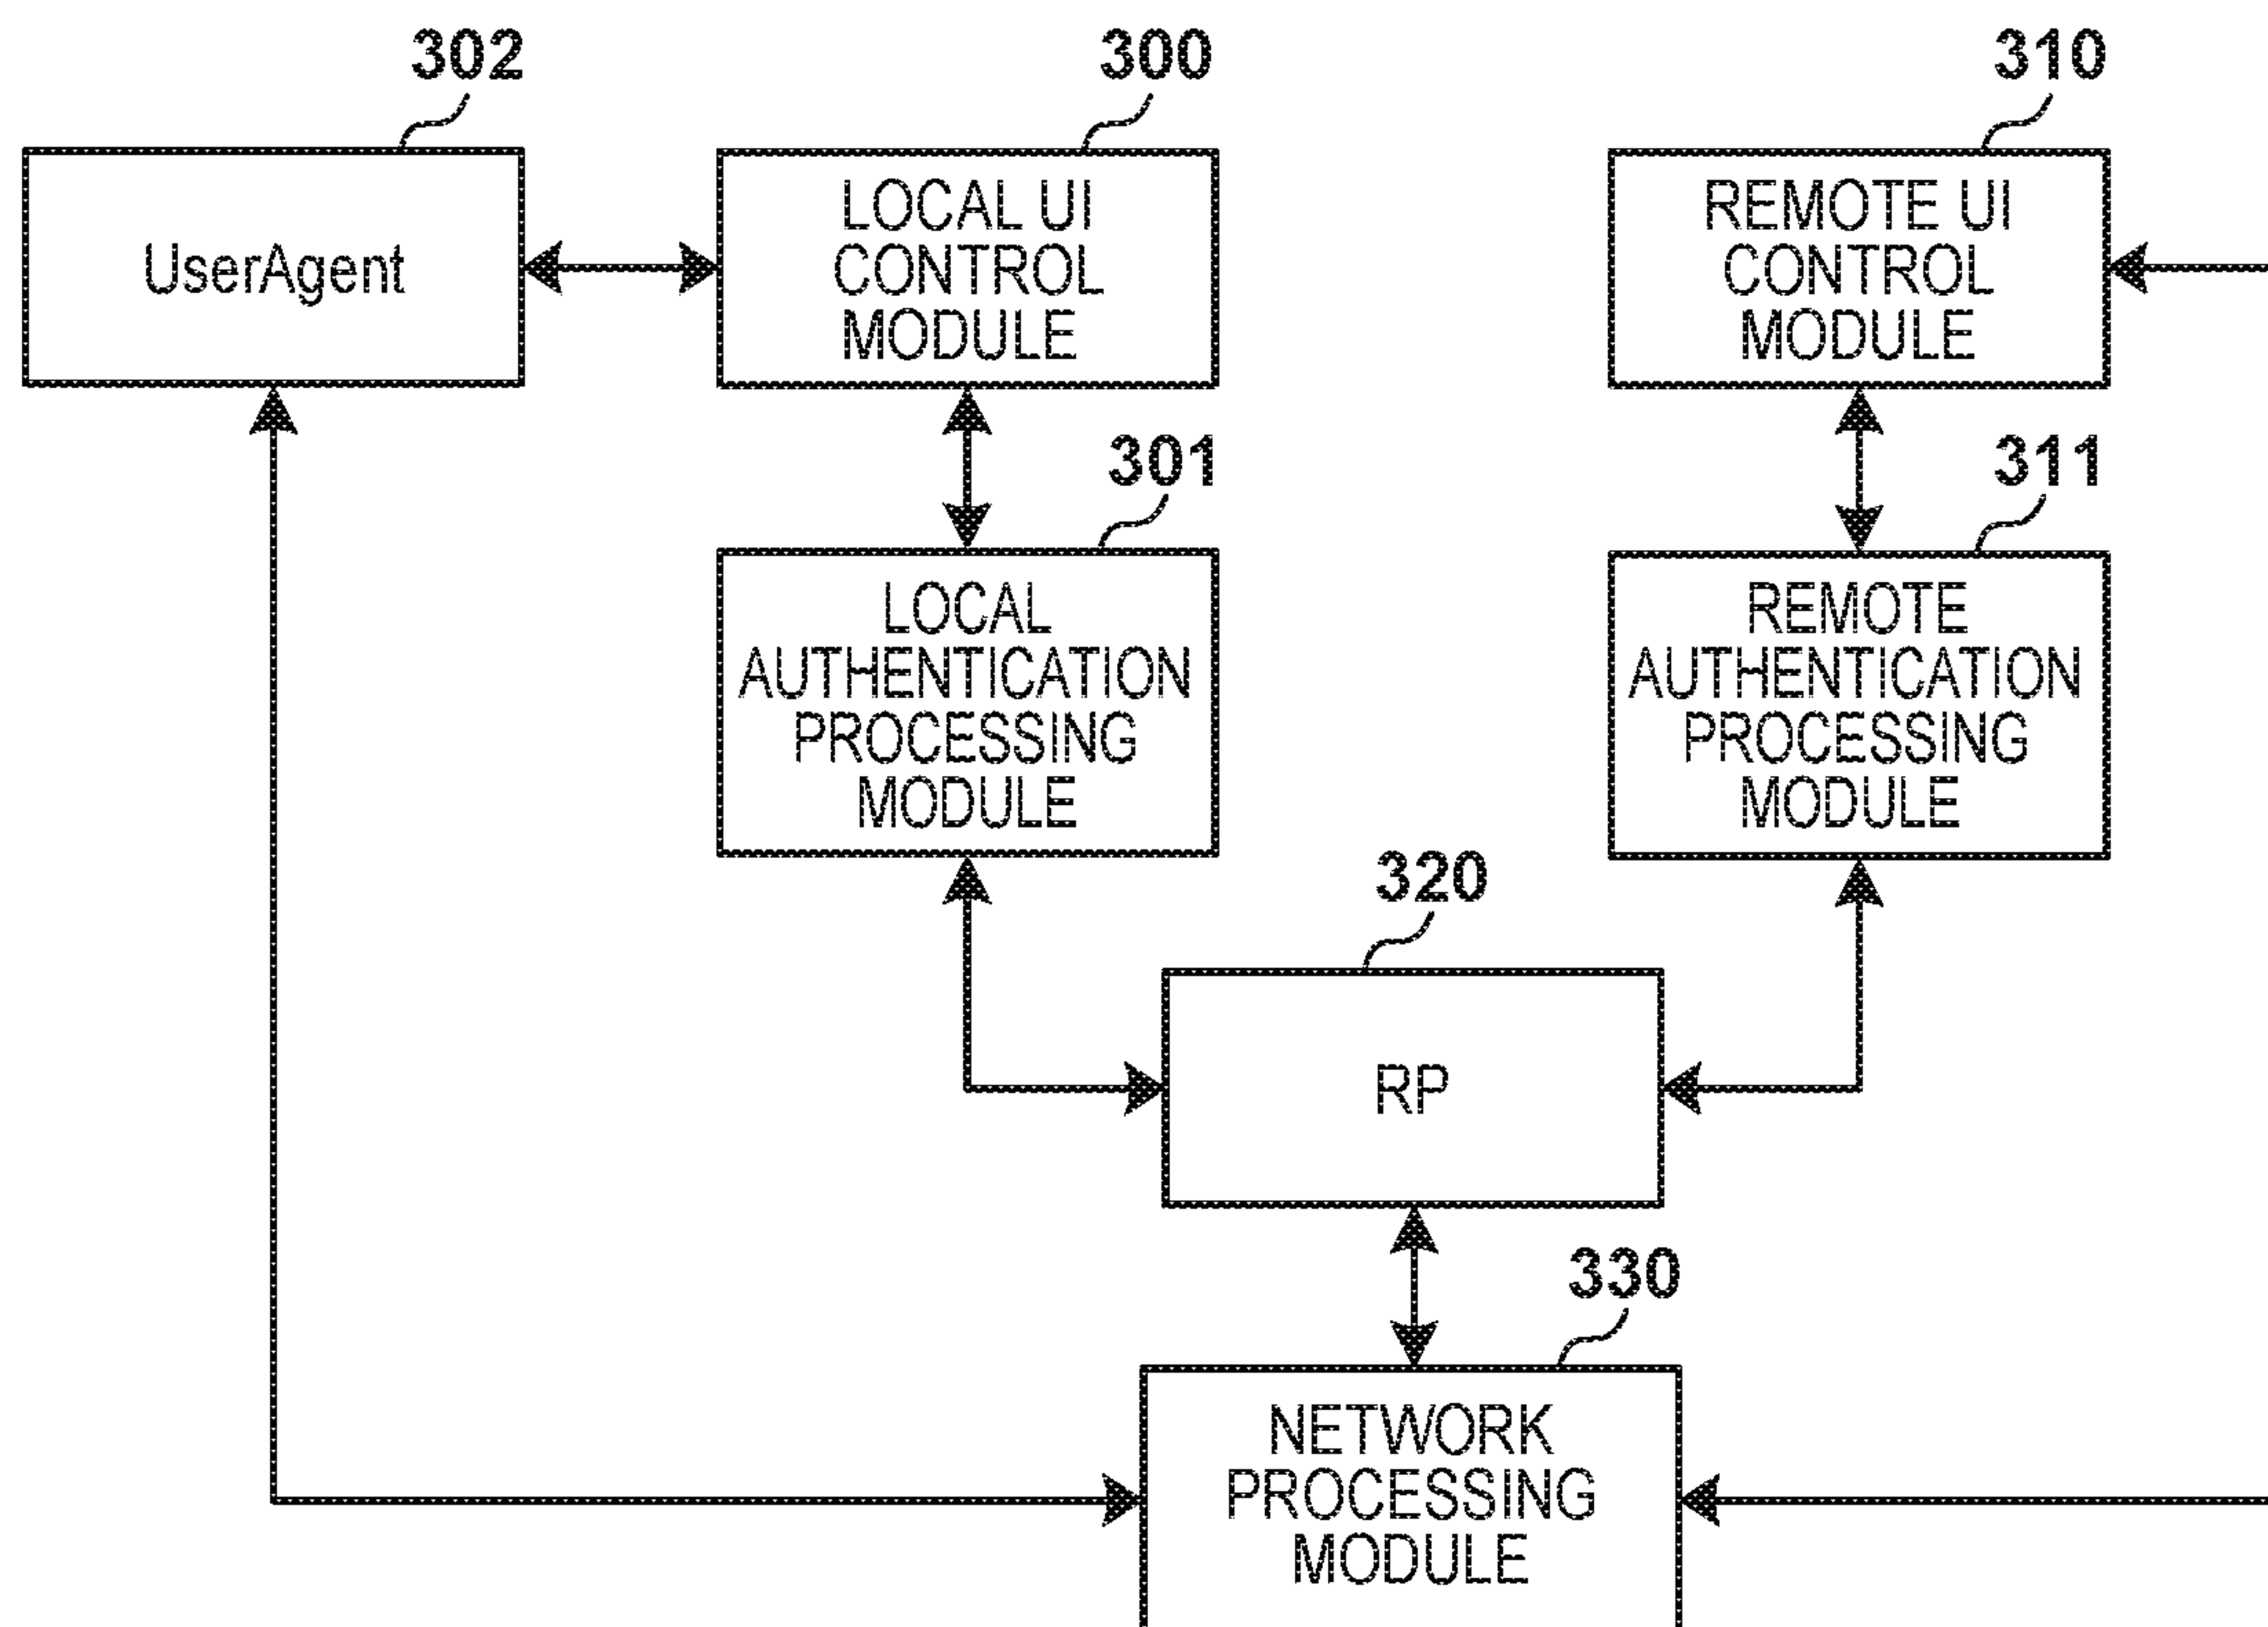 302
300
310
UserAgent
LOCAL UI
CONTROL
MODULE
REMOTE UI
CONTROL
MODULE
301
311
LOCAL
AUTHENTICATION
PROCESSING
MODULE
REMOTE
AUTHENTICATION
PROCESSING
MODULE
320
RP
330
NETWORK
PROCESSING
MODULE